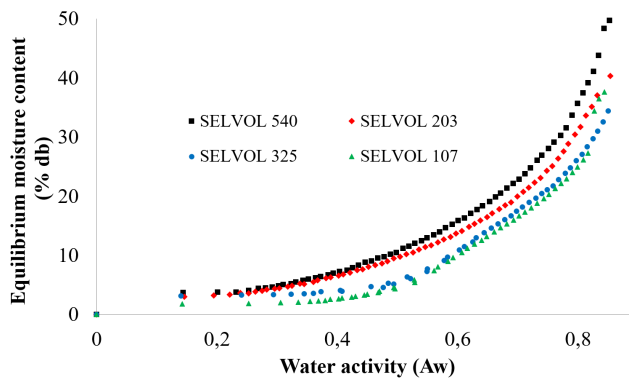 Equilibrium moisture content
(% db)
50
40
30
20
10
0
SELVOL 540
SELVOL 203
SELVOL 325
SELVOL 107
0
0,2
0,4
0,6
0,8
Water activity (Aw)